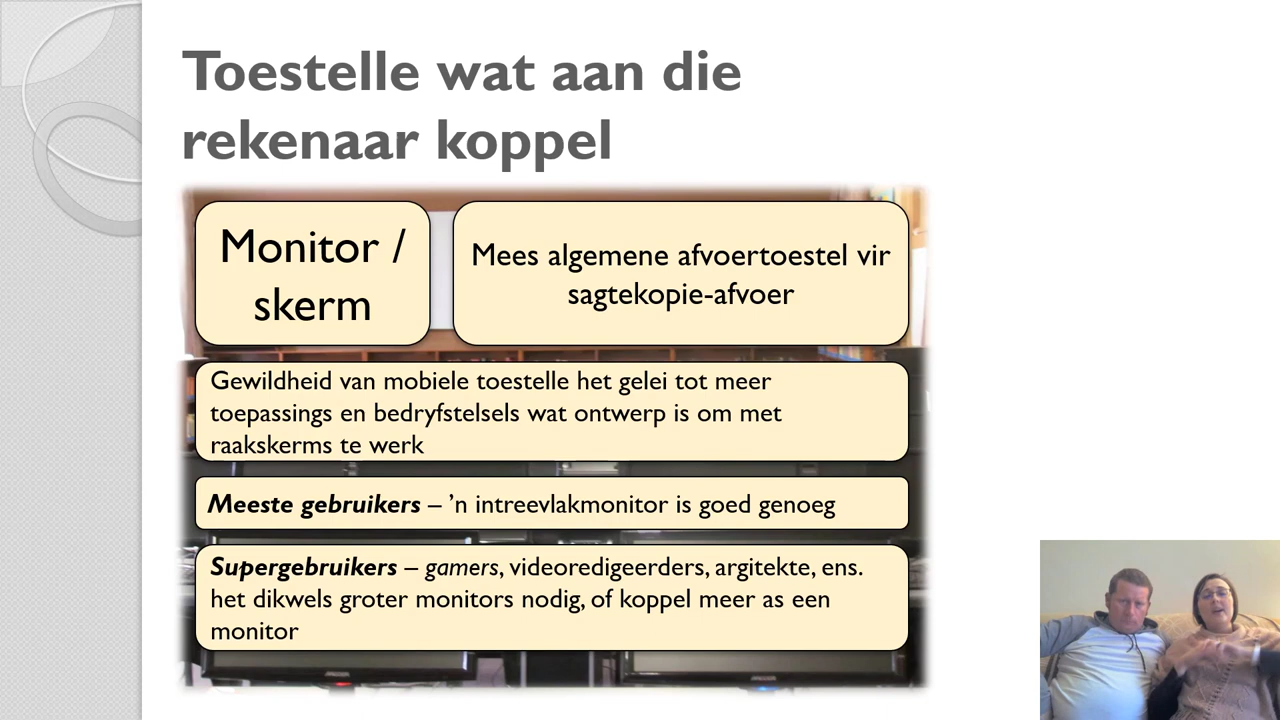 Toestelle wat aan die
rekenaar koppel
Monitor /
skerm
Mees algemene afvoertoestel vir
sagtekopie-afvoer
Gewildheid van mobiele toestelle het gelei tot meer
toepassings en bedryfstelsels wat ontwerp is om met
raakskerms te werk
Meeste gebruikers – ’n intreevlakmonitor is goed genoeg
Supergebruikers – gamers, videoredigeerders, argitekte, ens.
het dikwels groter monitors nodig, of koppel meer as een
monitor